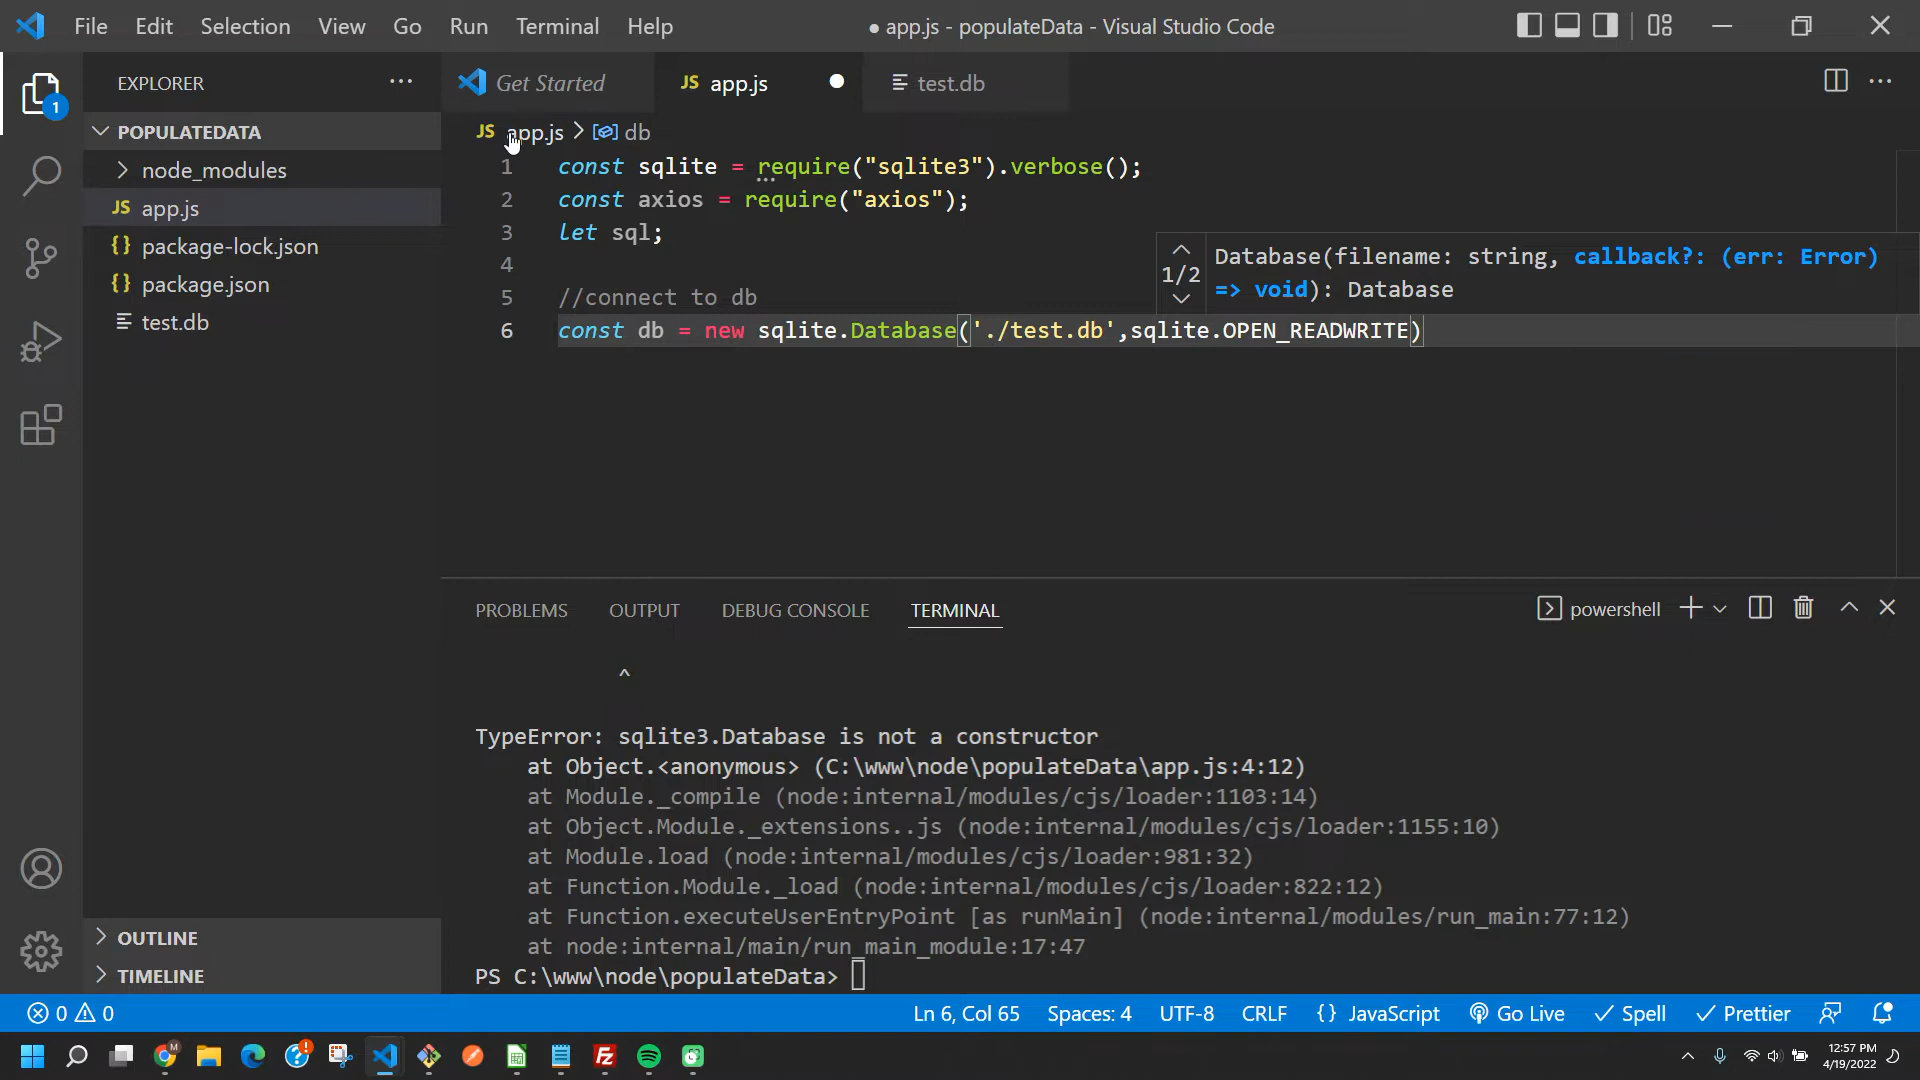 File Edit Selection View Go Run Terminal Help
● app.js - populateData - Visual Studio Code
EXPLORER
Get Started
JS app.js
test.db
1
POPULATEDATA
JS app.js > db
node_modules
JS app.js
{} package-lock.json
{} package.json
test.db
1 const sqlite = require("sqlite3").verbose();
2 const axios = require("axios");
3 let sql;
4
5 //connect to db
6 const db = new sqlite.Database('./test.db',sqlite.OPEN_READWRITE)
1/2
Database(filename: string, callback?: (err: Error)
=> void): Database
PROBLEMS OUTPUT DEBUG CONSOLE TERMINAL
powershell
^
TypeError: sqlite3.Database is not a constructor
at Object.<anonymous> (C:\www\node\populateData\app.js:4:12)
at Module._compile (node:internal/modules/cjs/loader:1103:14)
at Object.Module._extensions..js (node:internal/modules/cjs/loader:1155:10)
at Module.load (node:internal/modules/cjs/loader:981:32)
at Function.Module._load (node:internal/modules/cjs/loader:822:12)
at Function.executeUserEntryPoint [as runMain] (node:internal/modules/run_main:77:12)
at node:internal/main/run_main_module:17:47
PS C:\www\node\populateData>
OUTLINE
TIMELINE
0 0
Ln 6, Col 65 Spaces: 4 UTF-8 CRLF {} JavaScript Go Live Spell Prettier
M
Fz
12:57 PM
4/19/2022